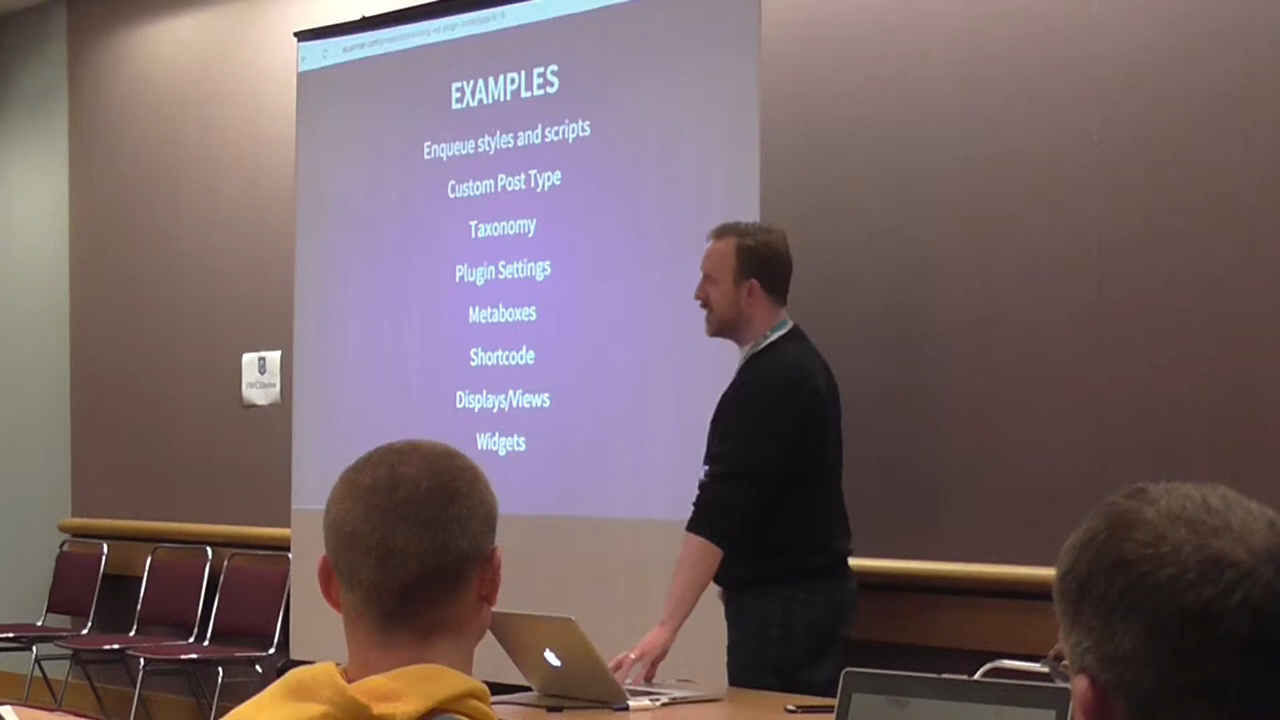 EXAMPLES
Enqueue styles and scripts
Custom Post Type
Taxonomy
Plugin Settings
Metaboxes
Shortcode
Displays/Views
Widgets